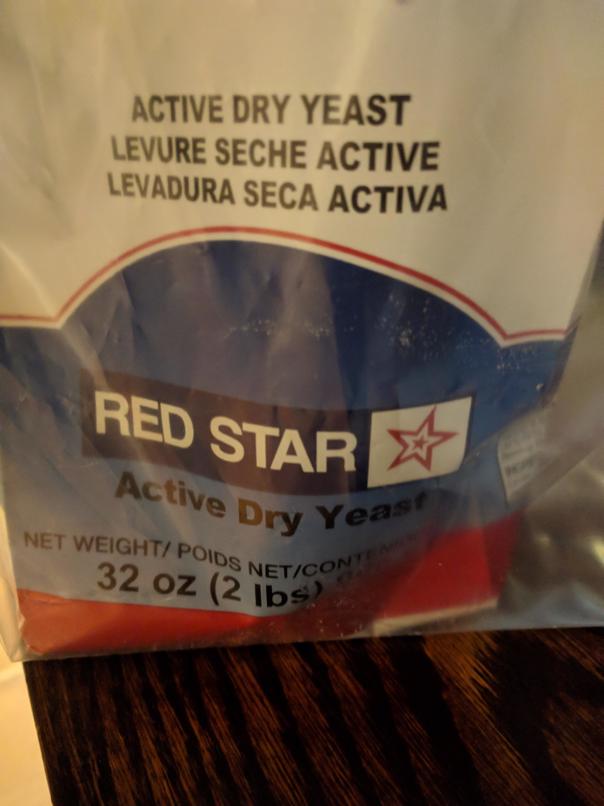 ACTIVE DRY YEAST
LEVURE SECHE ACTIVE
LEVADURA SECA ACTIVA
RED STAR
Active Dry Yeast
NET WEIGHT/ POIDS NET/CONTENIDO
32 oz (2 lbs)